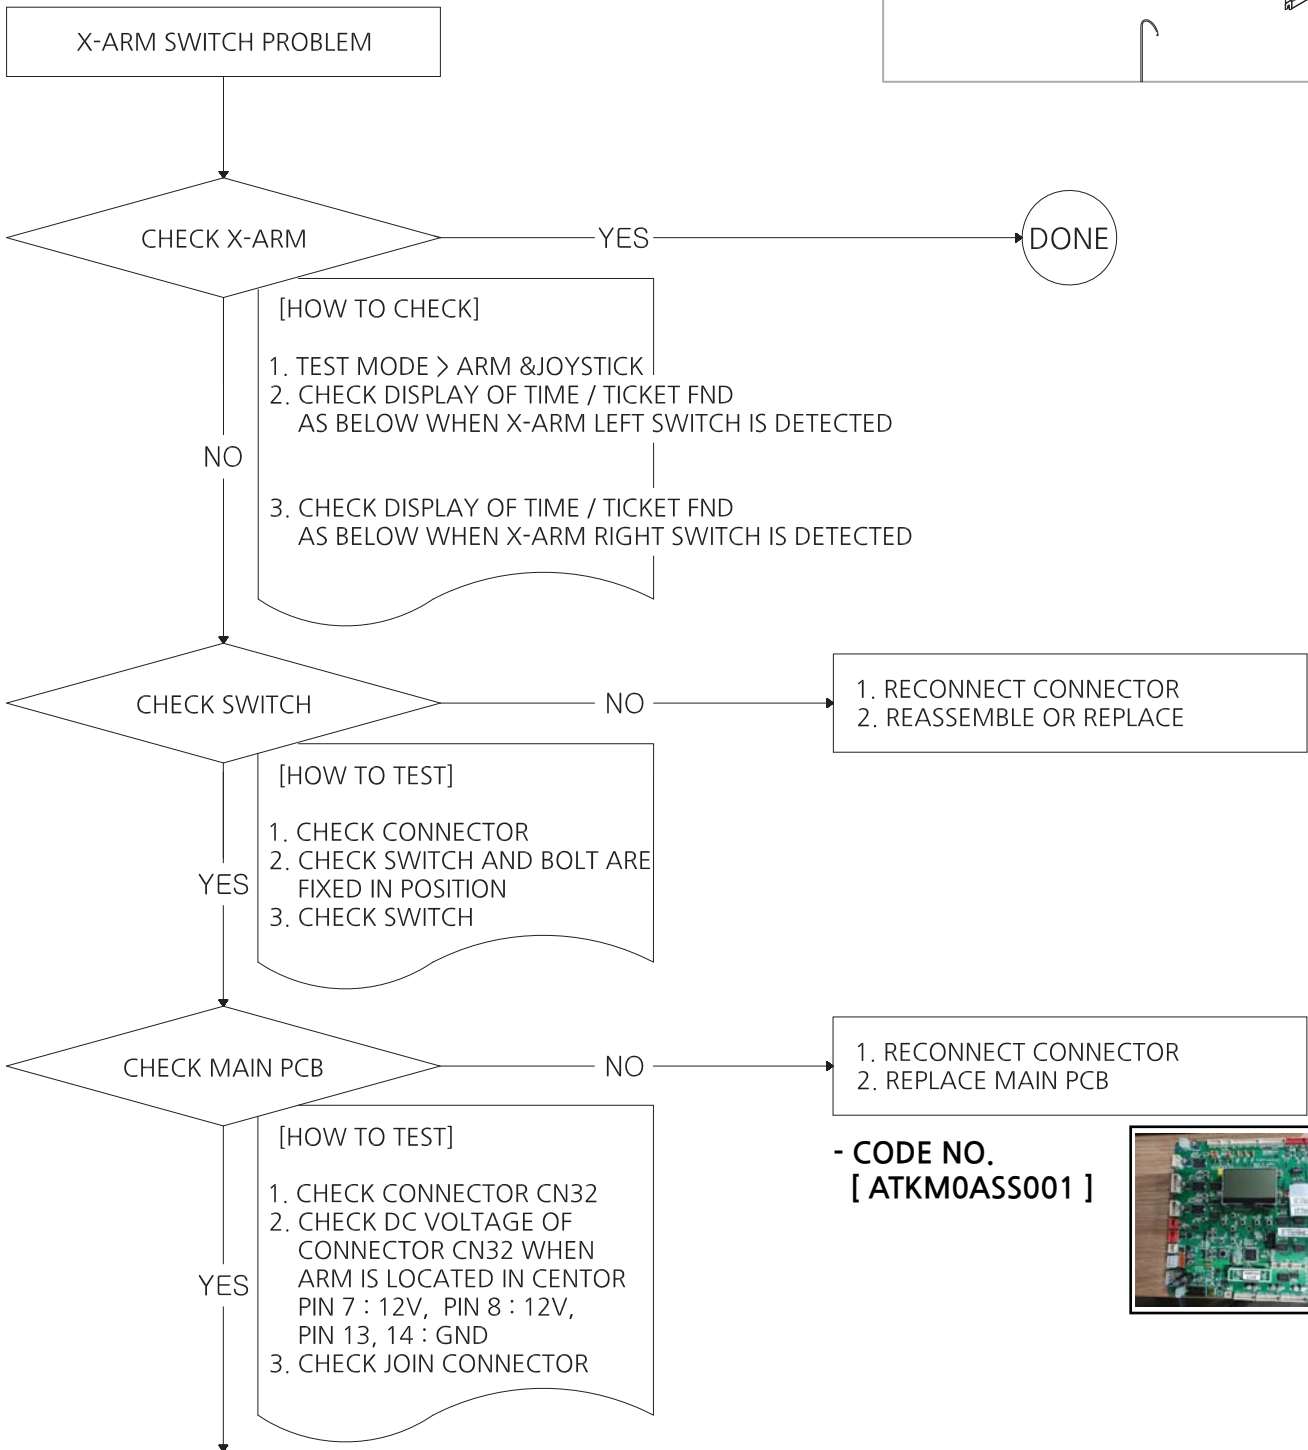 X-ARM SWITCH PROBLEM
CHECK X-ARM
YES
DONE
[HOW TO CHECK]
1. TEST MODE > ARM &JOYSTICK
2. CHECK DISPLAY OF TIME / TICKET FND
AS BELOW WHEN X-ARM LEFT SWITCH IS DETECTED
NO
3. CHECK DISPLAY OF TIME / TICKET FND
AS BELOW WHEN X-ARM RIGHT SWITCH IS DETECTED
CHECK SWITCH
NO
1. RECONNECT CONNECTOR
2. REASSEMBLE OR REPLACE
[HOW TO TEST]
1. CHECK CONNECTOR
2. CHECK SWITCH AND BOLT ARE
FIXED IN POSITION
3. CHECK SWITCH
YES
CHECK MAIN PCB
NO
1. RECONNECT CONNECTOR
2. REPLACE MAIN PCB
- CODE NO.
[ ATKM0ASS001 ]
[HOW TO TEST]
1. CHECK CONNECTOR CN32
2. CHECK DC VOLTAGE OF
CONNECTOR CN32 WHEN
ARM IS LOCATED IN CENTOR
PIN 7 : 12V, PIN 8 : 12V,
PIN 13, 14 : GND
3. CHECK JOIN CONNECTOR
YES